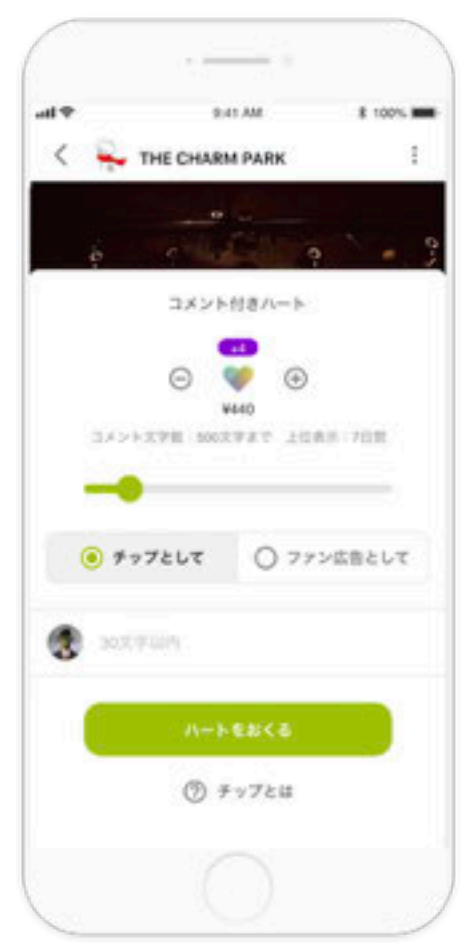 9:41 AM
100%
THE CHARM PARK
コメント付きハート
x4
¥440
コメント文字数：500文字まで 上位表示：7日間
チップとして
ファン広告として
30文字以内
ハートをおくる
? チップとは